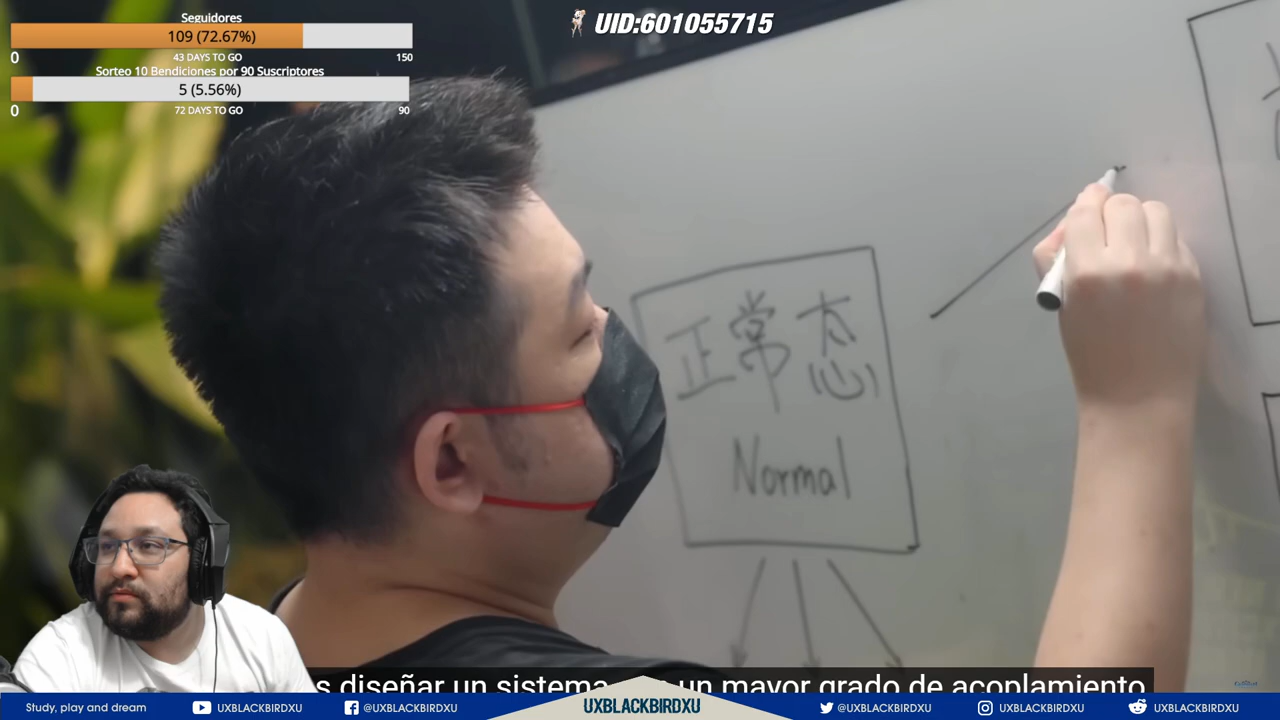 Seguidores
109 (72.67%)
0
43 DAYS TO GO
150
Sorteo 10 Bendiciones por 90 Suscriptores
5 (5.56%)
0
72 DAYS TO GO
90
UID:601055715
正常态
Normal
s diseñar un sistema
un mayor grado de acoplamiento
Study, play and dream
UXBLACKBIRDXU
@UXBLACKBIRDXU
UXBLACKBIRDXU
@UXBLACKBIRDXU
UXBLACKBIRDXU
UXBLACKBIRDXU